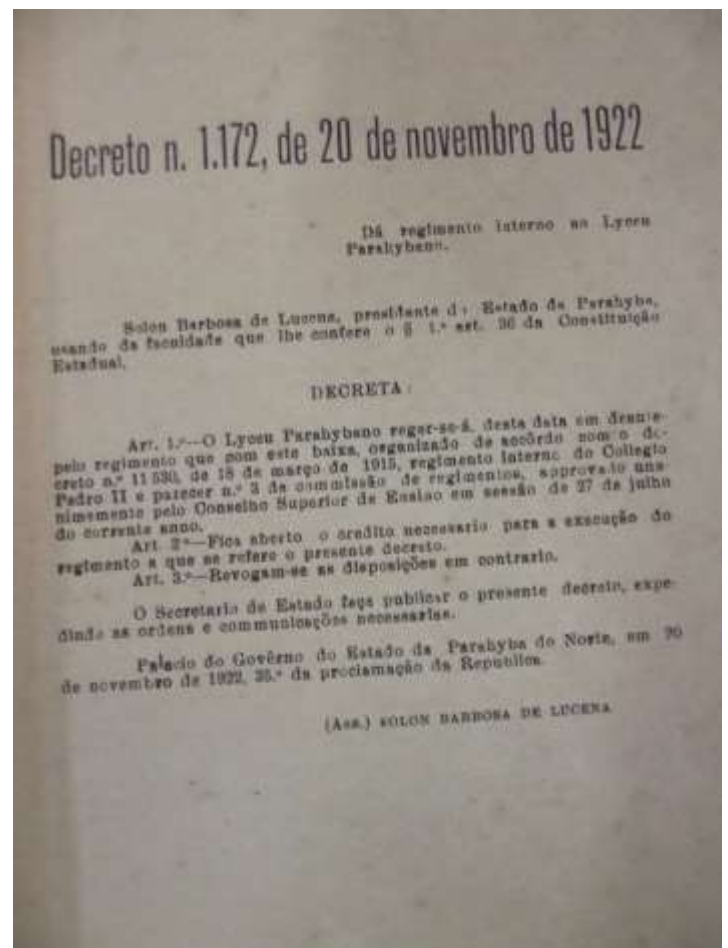 Decreto n. 1.172, de 20 de novembro de 1922
Dá regimento interno ao Lyceu
Parahybano.
Solon Barbosa de Lucena, presidente do Estado da Parahyba,
usando da faculdade que lhe confere o § 1.º art. 36 da Constituição
Estadual,
DECRETA:
Art. 1.º—O Lyceu Parahybano reger-se-á, desta data em deante
pelo regimento que com este baixa, organizado de accôrdo com o de-
creto n.º 11.530, de 18 de março de 1915, regimento interno do Collegio
Pedro II e parecer n.º 3 da commissão de regimentos, approvado una-
nimemente pelo Conselho Superior de Ensino em sessão de 27 de julho
do corrente anno.
Art. 2.º—Fica aberto o credito necessario para a execução do
regimento a que se refere o presente decreto.
Art. 3.º—Revogam-se as disposições em contrario.
O Secretario de Estado faça publicar o presente decreto, expe-
dindo as ordens e communicações necessarias.
Palacio do Govêrno do Estado da Parahyba do Norte, em 20
de novembro de 1922, 35.º da proclamação da Republica.
(Ass.) SOLON BARBOSA DE LUCENA